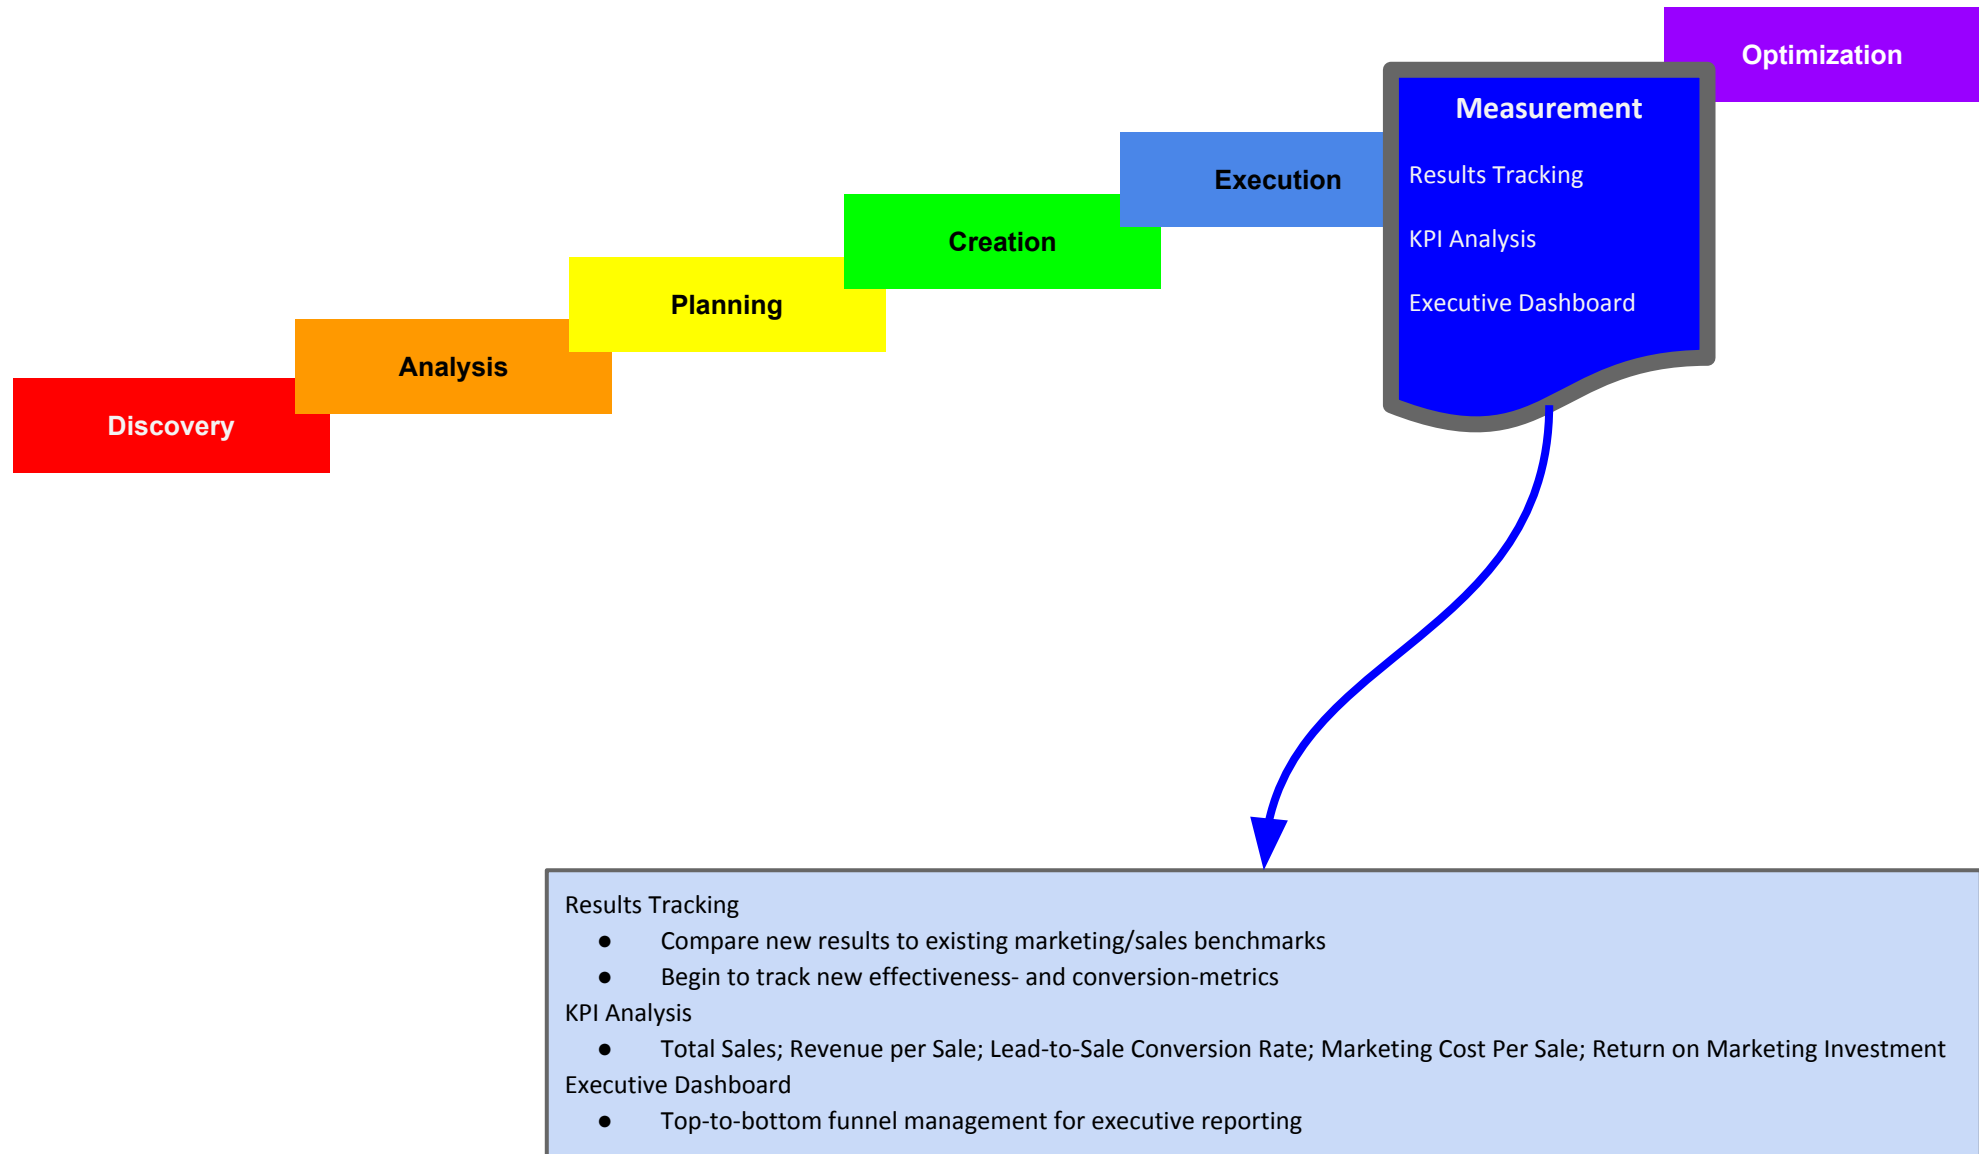 Optimization
Measurement
Results Tracking
KPI Analysis
Executive Dashboard
Execution
Creation
Planning
Analysis
Discovery
Results Tracking
● Compare new results to existing marketing/sales benchmarks
● Begin to track new effectiveness- and conversion-metrics
KPI Analysis
● Total Sales; Revenue per Sale; Lead-to-Sale Conversion Rate; Marketing Cost Per Sale; Return on Marketing Investment
Executive Dashboard
● Top-to-bottom funnel management for executive reporting